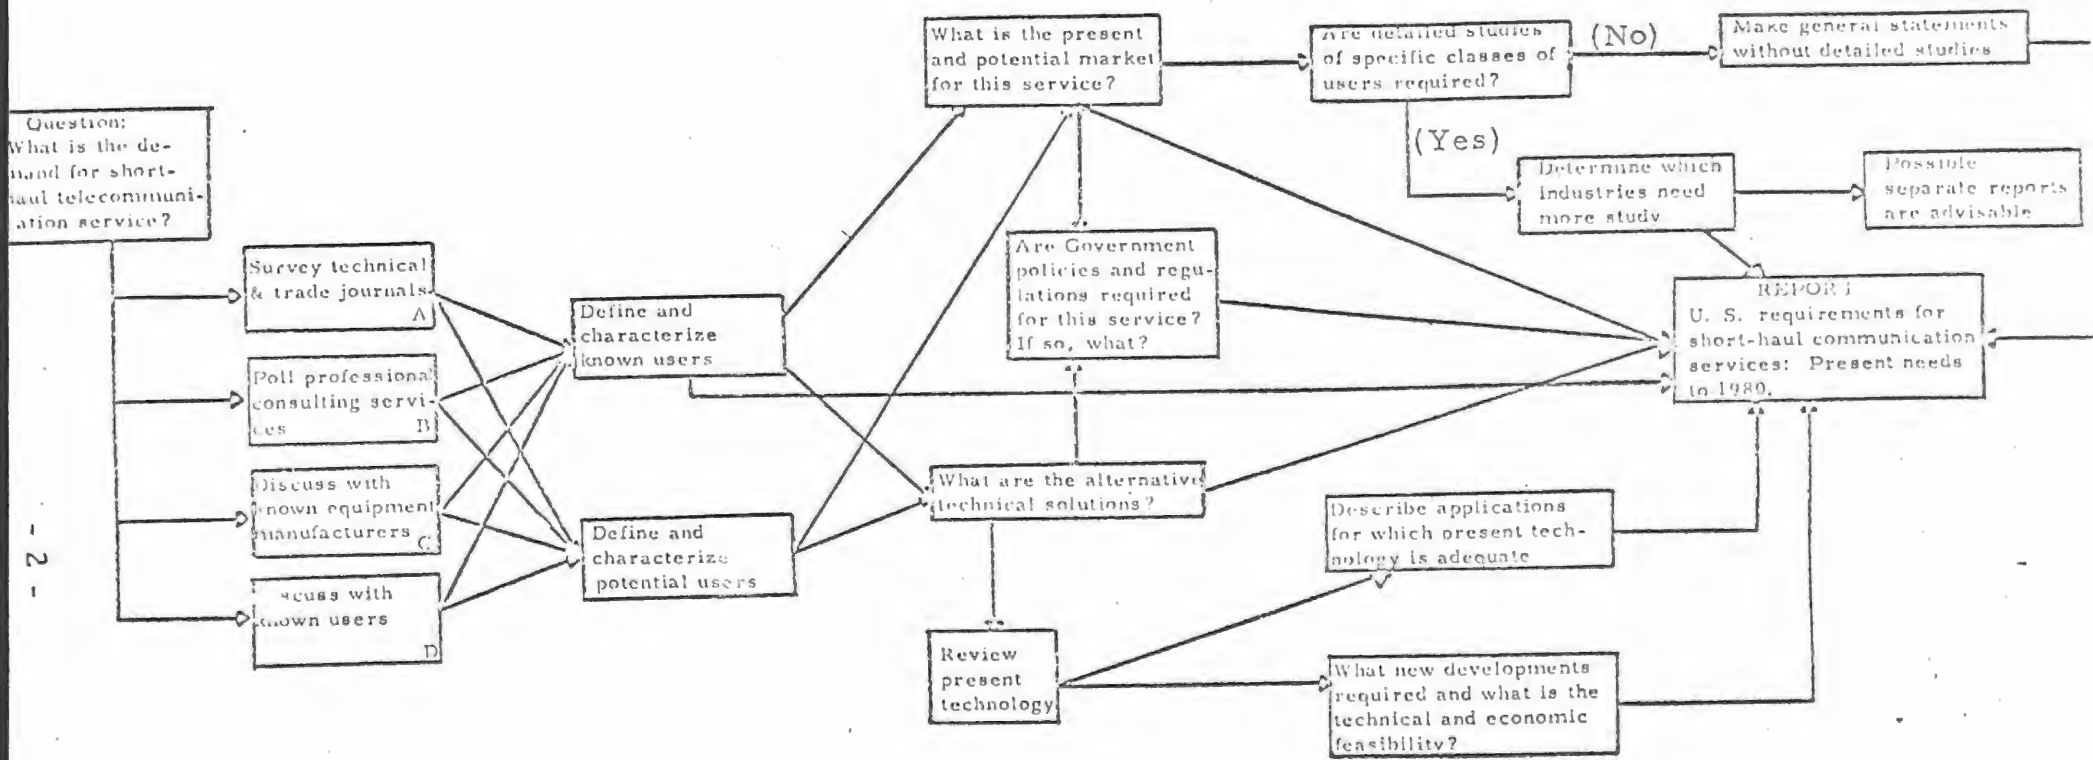 Question:
What is the de-
mand for short-
haul telecommuni-
ation service?
Survey technical
& trade journals
A
Poll professional
consulting servi-
ces
B
Discuss with
known equipment
manufacturers
C
scuss with
known users
D
Define and
characterize
known users
Define and
characterize
potential users
What is the present
and potential market
for this service?
Are Government
policies and regu-
lations required
for this service?
If so, what?
What are the alternative
technical solutions?
Review
present
technology
Are detailed studies
of specific classes of
users required?
(No)
(Yes)
Make general statements
without detailed studies
Determine which
industries need
more study
Possible
separate reports
are advisable
REPORT
U. S. requirements for
short-haul communication
services: Present needs
to 1980.
Describe applications
for which present tech-
nology is adequate
What new developments
required and what is the
technical and economic
feasibility?
- 2 -